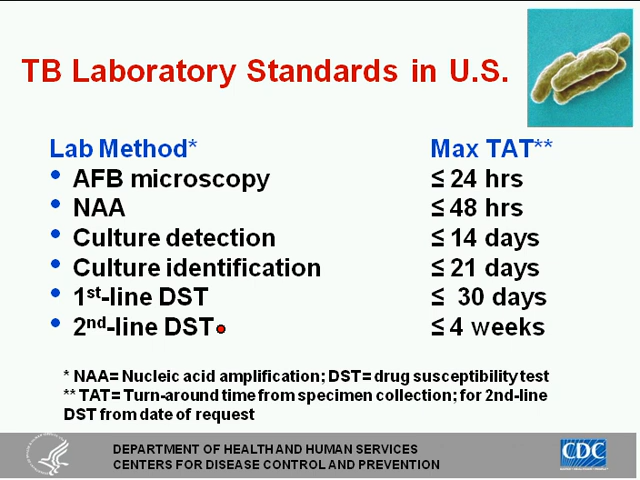 TB Laboratory Standards in U.S.
Lab Method* Max TAT**
• AFB microscopy ≤ 24 hrs
• NAA ≤ 48 hrs
• Culture detection ≤ 14 days
• Culture identification ≤ 21 days
• 1st-line DST ≤ 30 days
• 2nd-line DST ≤ 4 weeks
* NAA= Nucleic acid amplification; DST= drug susceptibility test
** TAT= Turn-around time from specimen collection; for 2nd-line
DST from date of request
DEPARTMENT OF HEALTH AND HUMAN SERVICES
CENTERS FOR DISEASE CONTROL AND PREVENTION
CDC